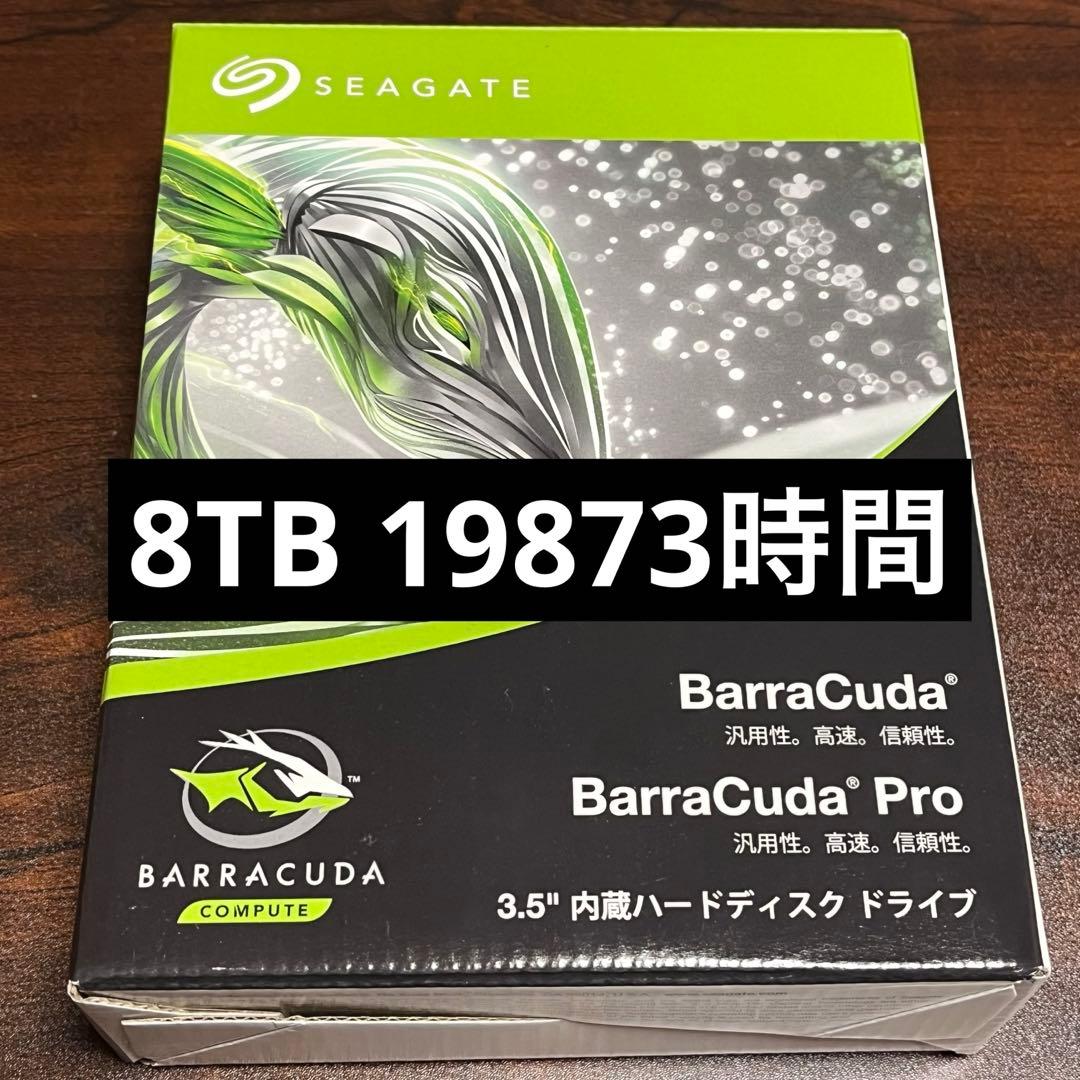 SEAGATE
8TB 19873時間
BarraCuda®
汎用性。高速。信頼性。
BarraCuda® Pro
汎用性。高速。信頼性。
™
BARRACUDA
COMPUTE
3.5" 内蔵ハードディスク ドライブ